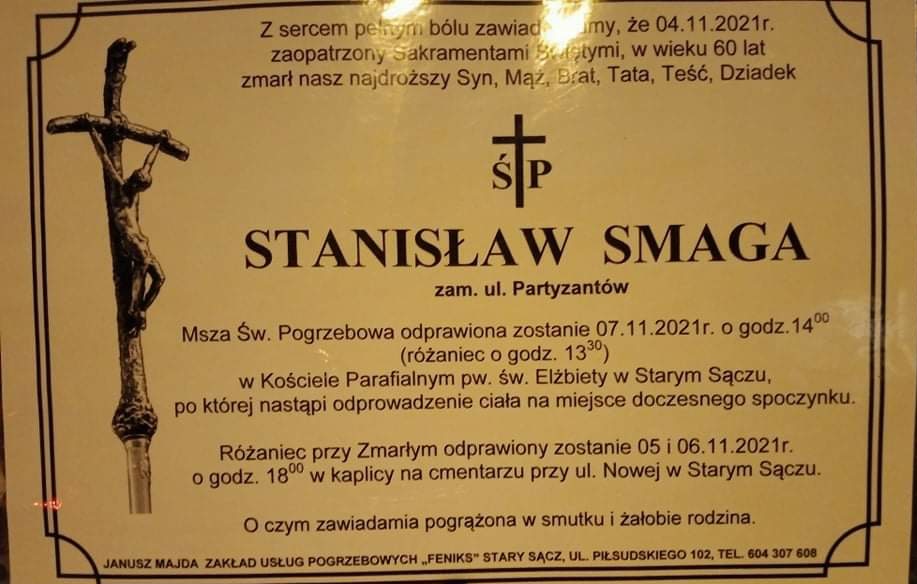 Z sercem pełnym bólu zawiadamiamy, że 04.11.2021r.
zaopatrzony Sakramentami Świętymi, w wieku 60 lat
zmarł nasz najdroższy Syn, Mąż, Brat, Tata, Teść, Dziadek
Ś P
STANISŁAW SMAGA
zam. ul. Partyzantów
Msza Św. Pogrzebowa odprawiona zostanie 07.11.2021r. o godz.14⁰⁰
(różaniec o godz. 13³⁰)
w Kościele Parafialnym pw. św. Elżbiety w Starym Sączu,
po której nastąpi odprowadzenie ciała na miejsce doczesnego spoczynku.
Różaniec przy Zmarłym odprawiony zostanie 05 i 06.11.2021r.
o godz. 18⁰⁰ w kaplicy na cmentarzu przy ul. Nowej w Starym Sączu.
O czym zawiadamia pogrążona w smutku i żałobie rodzina.
JANUSZ MAJDA ZAKŁAD USŁUG POGRZEBOWYCH „FENIKS" STARY SĄCZ, UL. PIŁSUDSKIEGO 102, TEL. 604 307 608